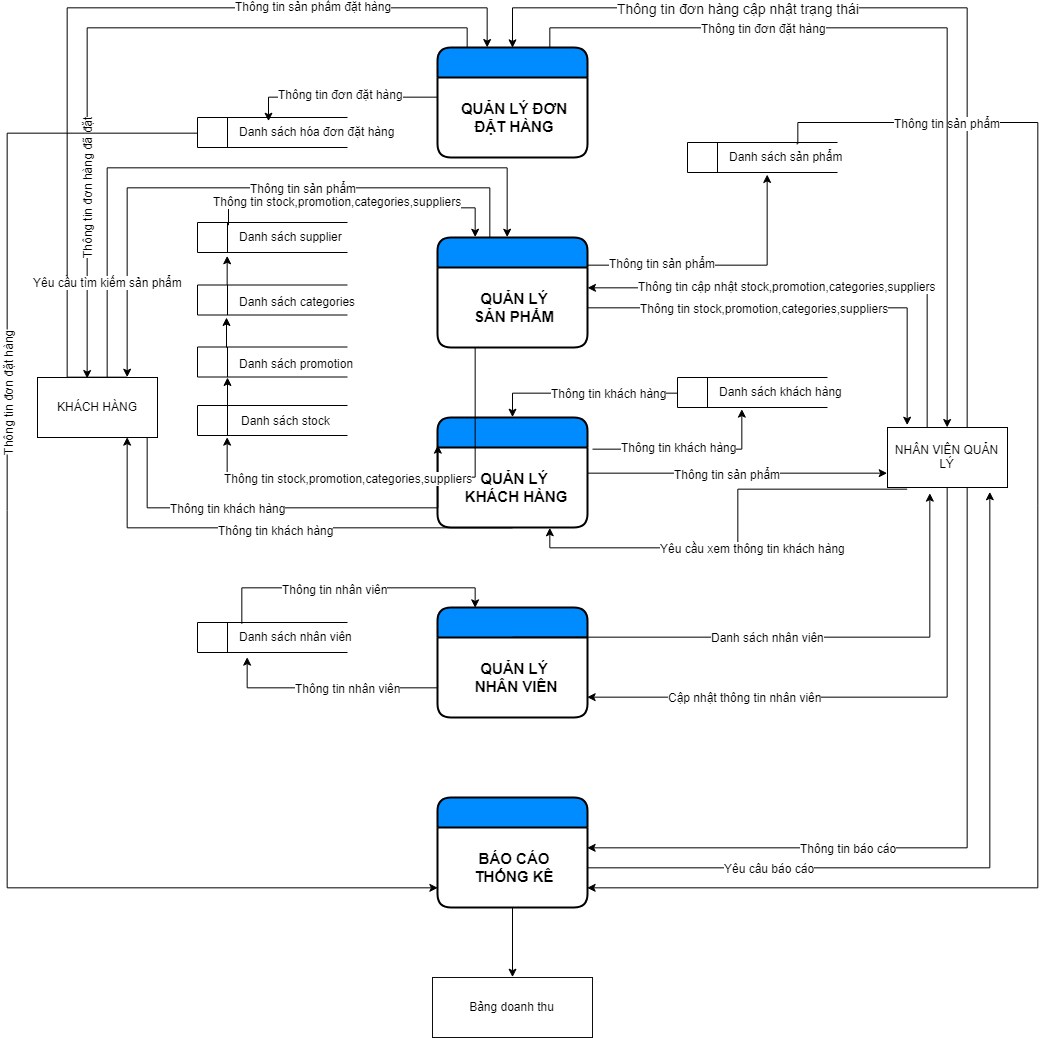 Thông tin sản phẩm đặt hàng
Thông tin đơn hàng cập nhật trạng thái
Thông tin đơn đặt hàng
QUẢN LÝ ĐƠN
ĐẶT HÀNG
Thông tin đơn đặt hàng
Danh sách hóa đơn đặt hàng
Thông tin sản phẩm
Danh sách sản phẩm
Thông tin đơn hàng đã đặt
Thông tin sản phẩm
Thông tin stock,promotion,categories,suppliers
Danh sách supplier
Thông tin sản phẩm
Yêu cầu tìm kiếm sản phẩm
QUẢN LÝ
SẢN PHẨM
Thông tin cập nhật stock,promotion,categories,suppliers
Danh sách categories
Thông tin stock,promotion,categories,suppliers
Thông tin đơn đặt hàng
Danh sách promotion
KHÁCH HÀNG
Danh sách stock
Thông tin khách hàng
Danh sách khách hàng
Thông tin khách hàng
NHÂN VIÊN QUẢN
LÝ
Thông tin stock,promotion,categories,suppliers
QUẢN LÝ
KHÁCH HÀNG
Thông tin sản phẩm
Thông tin khách hàng
Thông tin khách hàng
Yêu cầu xem thông tin khách hàng
Thông tin nhân viên
Danh sách nhân viên
Danh sách nhân viên
QUẢN LÝ
NHÂN VIÊN
Thông tin nhân viên
Cập nhật thông tin nhân viên
Thông tin báo cáo
BÁO CÁO
THỐNG KÊ
Yêu câu báo cáo
Bảng doanh thu